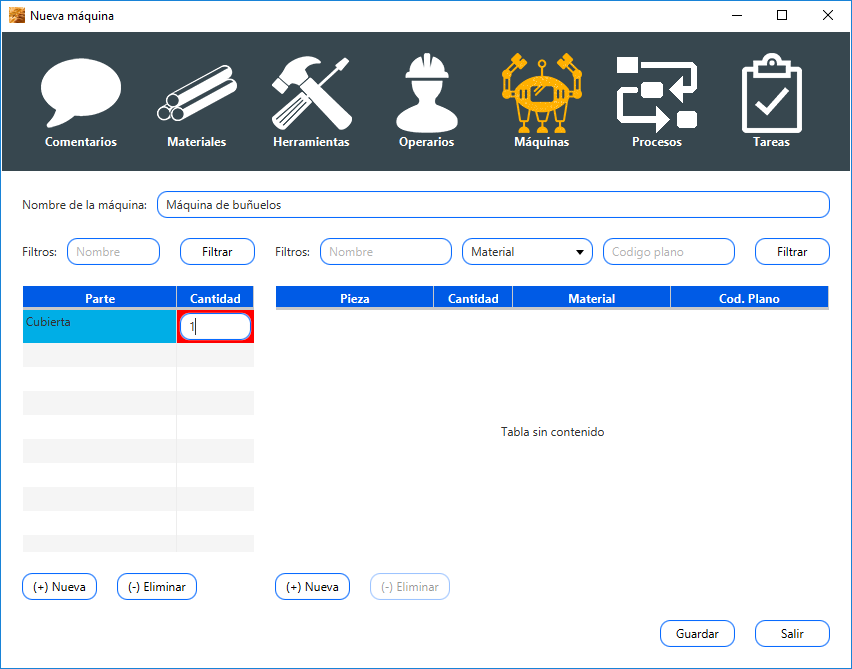 Nueva máquina
Comentarios Materiales Herramientas Operarios Máquinas Procesos Tareas
Nombre de la máquina: Máquina de buñuelos
Filtros: Nombre Filtrar Filtros: Nombre Material Codigo plano Filtrar
Parte Cantidad Pieza Cantidad Material Cod. Plano
Cubierta 1
Tabla sin contenido
(+) Nueva (-) Eliminar (+) Nueva (-) Eliminar
Guardar Salir